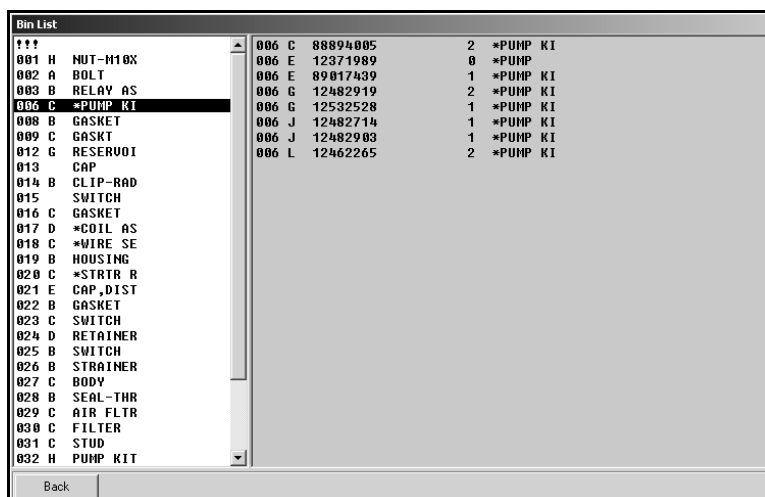 Bin List
!!!
001 H NUT-M10X
002 A BOLT
003 B RELAY AS
006 C *PUMP KI
008 B GASKET
009 C GASKT
012 G RESERVOI
013 CAP
014 B CLIP-RAD
015 SWITCH
016 C GASKET
017 D *COIL AS
018 C *WIRE SE
019 B HOUSING
020 C *STRTR R
021 E CAP,DIST
022 B GASKET
023 C SWITCH
024 D RETAINER
025 B SWITCH
026 B STRAINER
027 C BODY
028 B SEAL-THR
029 C AIR FLTR
030 C FILTER
031 C STUD
032 H PUMP KIT
006 C 88894005 2 *PUMP KI
006 E 12371989 0 *PUMP
006 E 89017439 1 *PUMP KI
006 G 12482919 2 *PUMP KI
006 G 12532528 1 *PUMP KI
006 J 12482714 1 *PUMP KI
006 J 12482903 1 *PUMP KI
006 L 12462265 2 *PUMP KI
Back